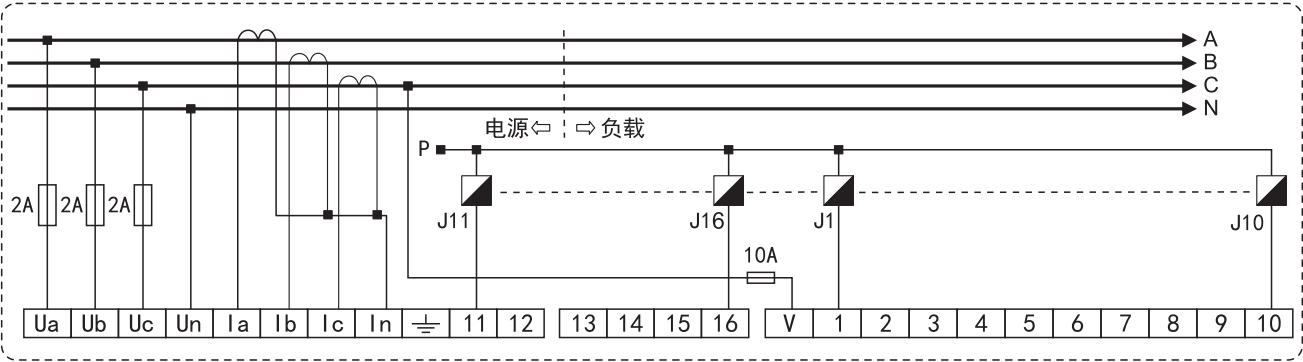 A
B
C
N
电源 负载
P
2A 2A 2A
J11 J16 J1 J10
10A
Ua Ub Uc Un Ia Ib Ic In 11 12 13 14 15 16 V 1 2 3 4 5 6 7 8 9 10